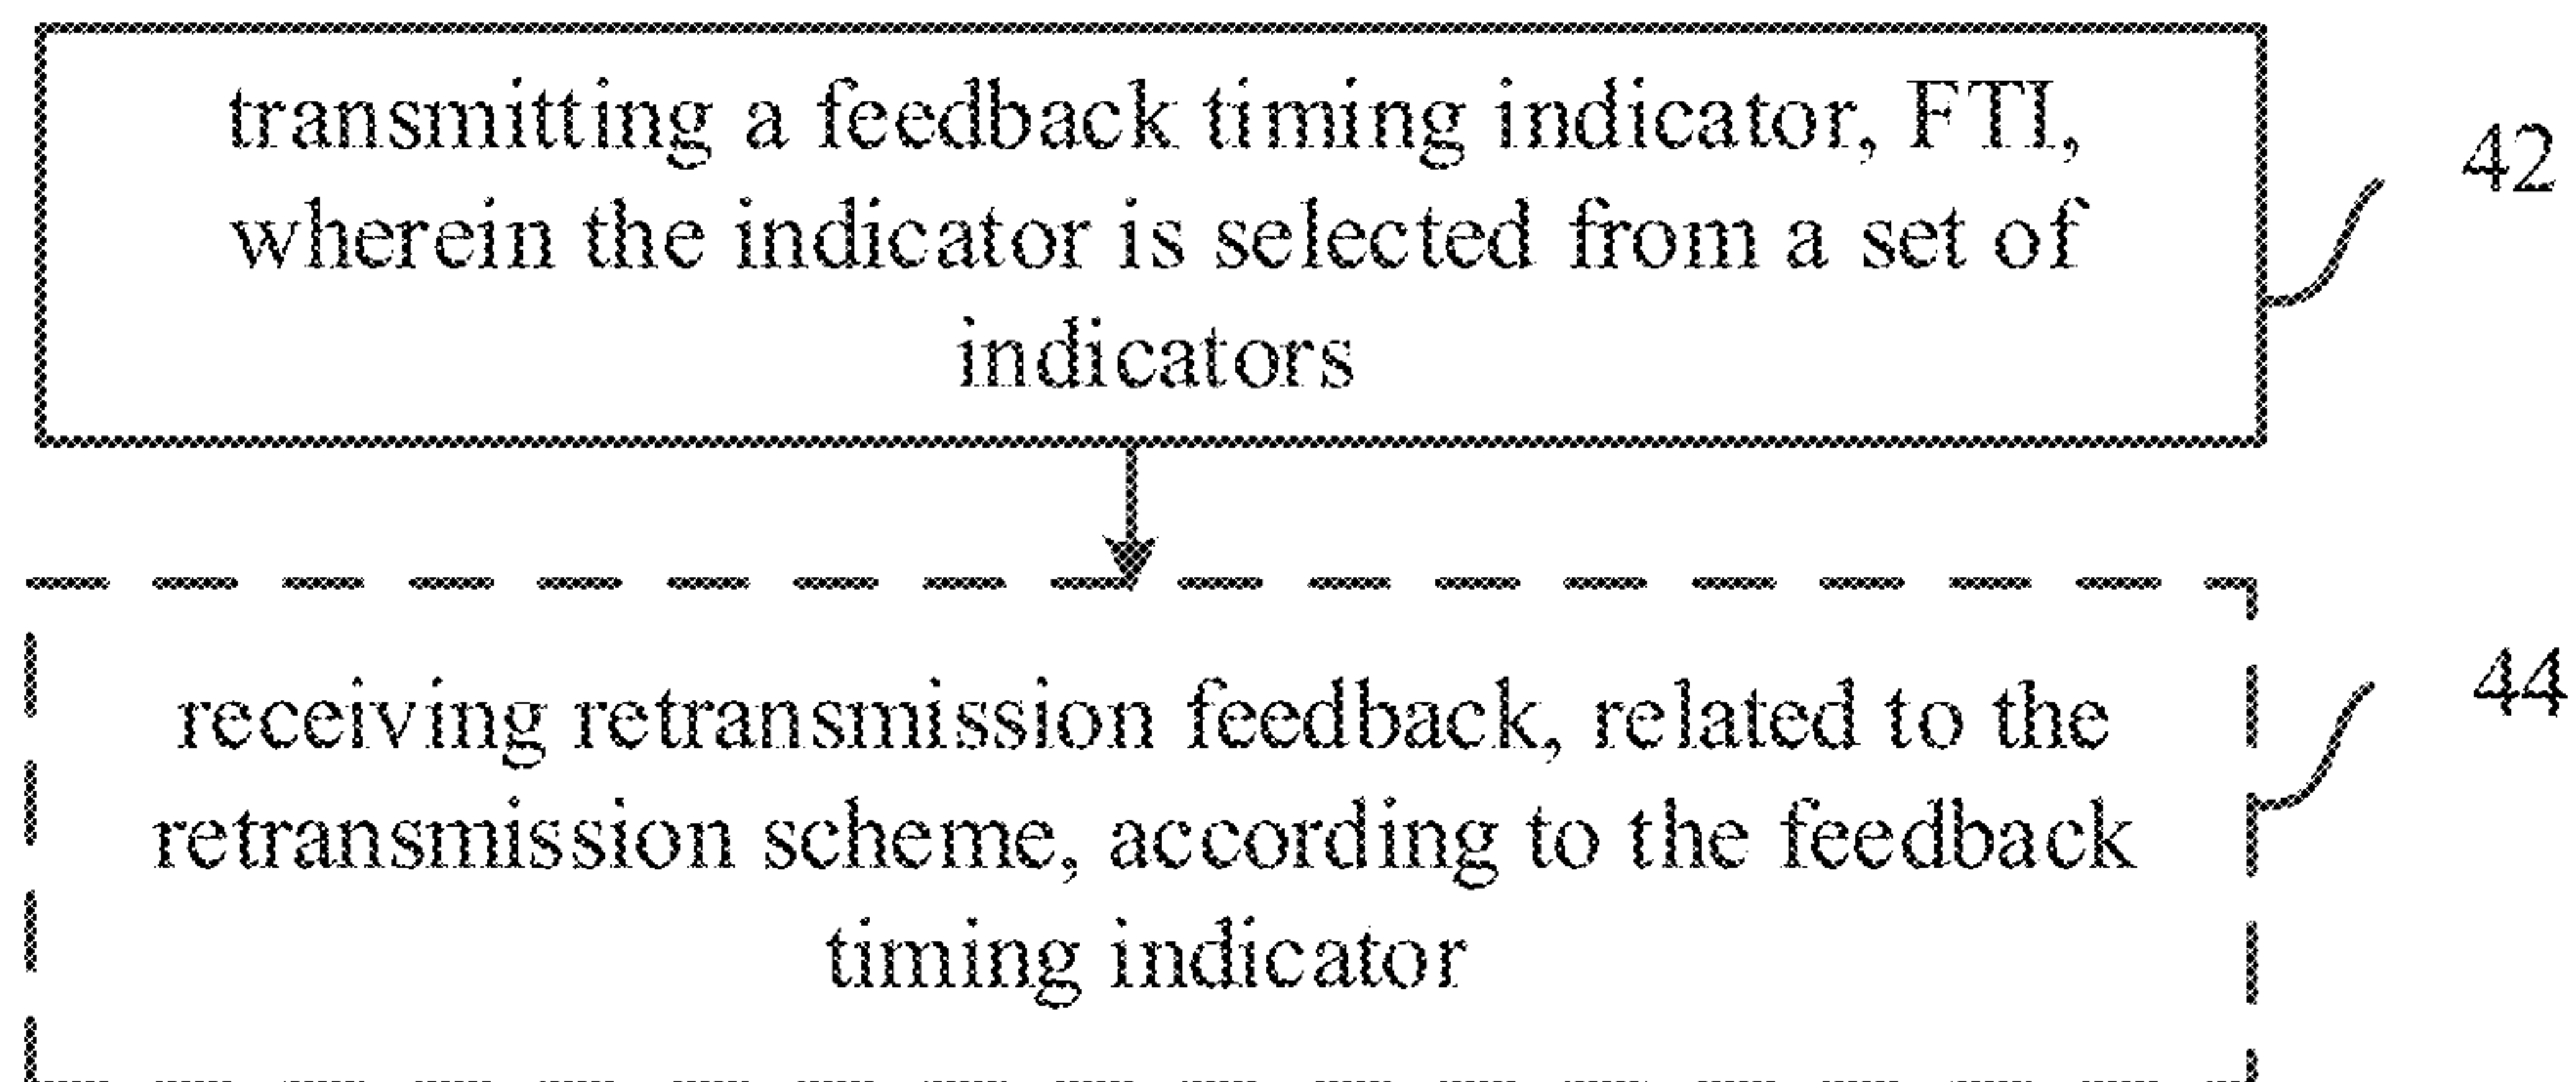 transmitting a feedback timing indicator, FTI,
wherein the indicator is selected from a set of
indicators
42
receiving retransmission feedback, related to the
retransmission scheme, according to the feedback
timing indicator
44